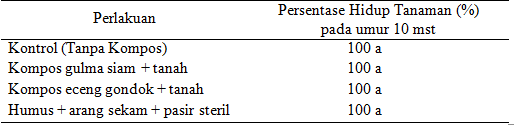 Perlakuan Persentase Hidup Tanaman (%)
pada umur 10 mst
Kontrol (Tanpa Kompos) 100 a
Kompos gulma siam + tanah 100 a
Kompos eceng gondok + tanah 100 a
Humus + arang sekam + pasir steril 100 a